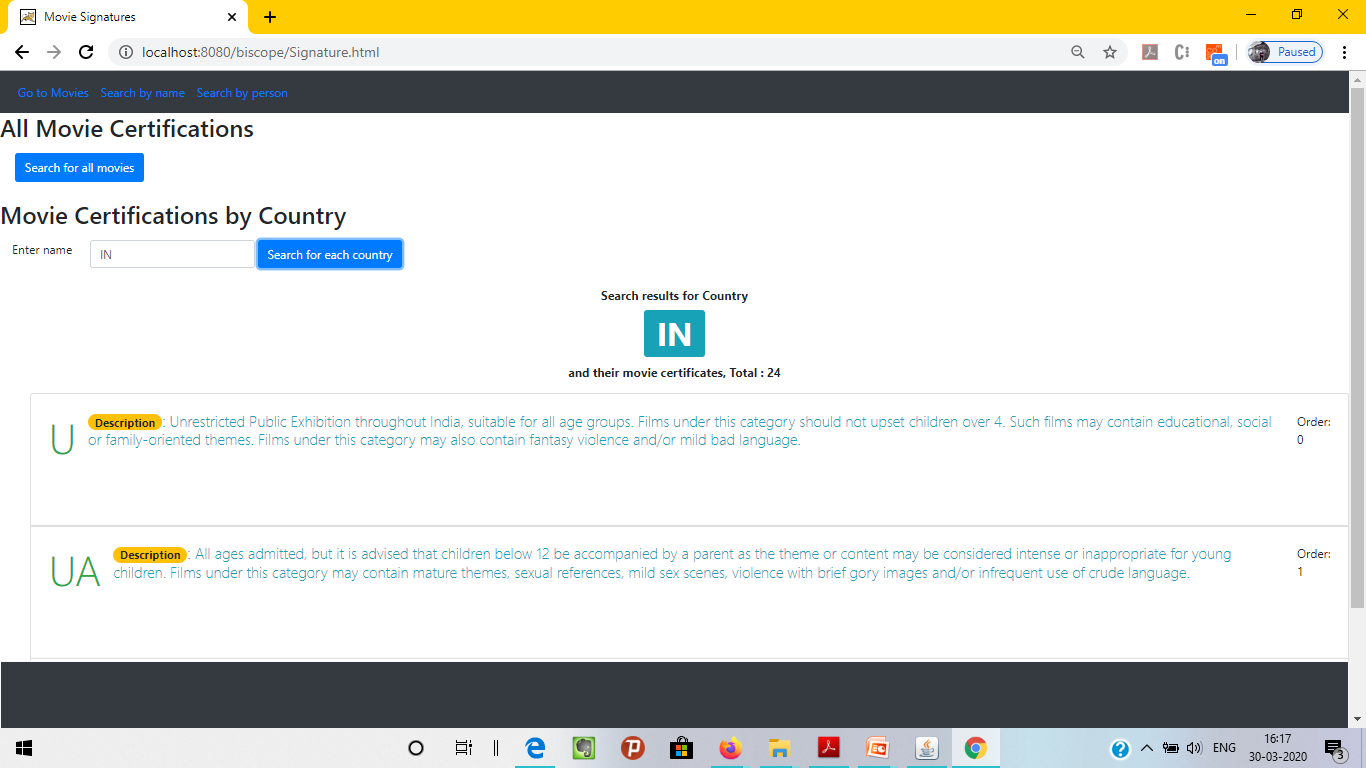 Movie Signatures
localhost:8080/biscope/Signature.html
on
Paused
Go to Movies Search by name Search by person
All Movie Certifications
Search for all movies
Movie Certifications by Country
Enter name IN Search for each country
Search results for Country
IN
and their movie certificates, Total : 24
U Description: Unrestricted Public Exhibition throughout India, suitable for all age groups. Films under this category should not upset children over 4. Such films may contain educational, social Order:
or family-oriented themes. Films under this category may also contain fantasy violence and/or mild bad language. 0
UA Description: All ages admitted, but it is advised that children below 12 be accompanied by a parent as the theme or content may be considered intense or inappropriate for young Order:
children. Films under this category may contain mature themes, sexual references, mild sex scenes, violence with brief gory images and/or infrequent use of crude language. 1
ENG 16:17
30-03-2020 3